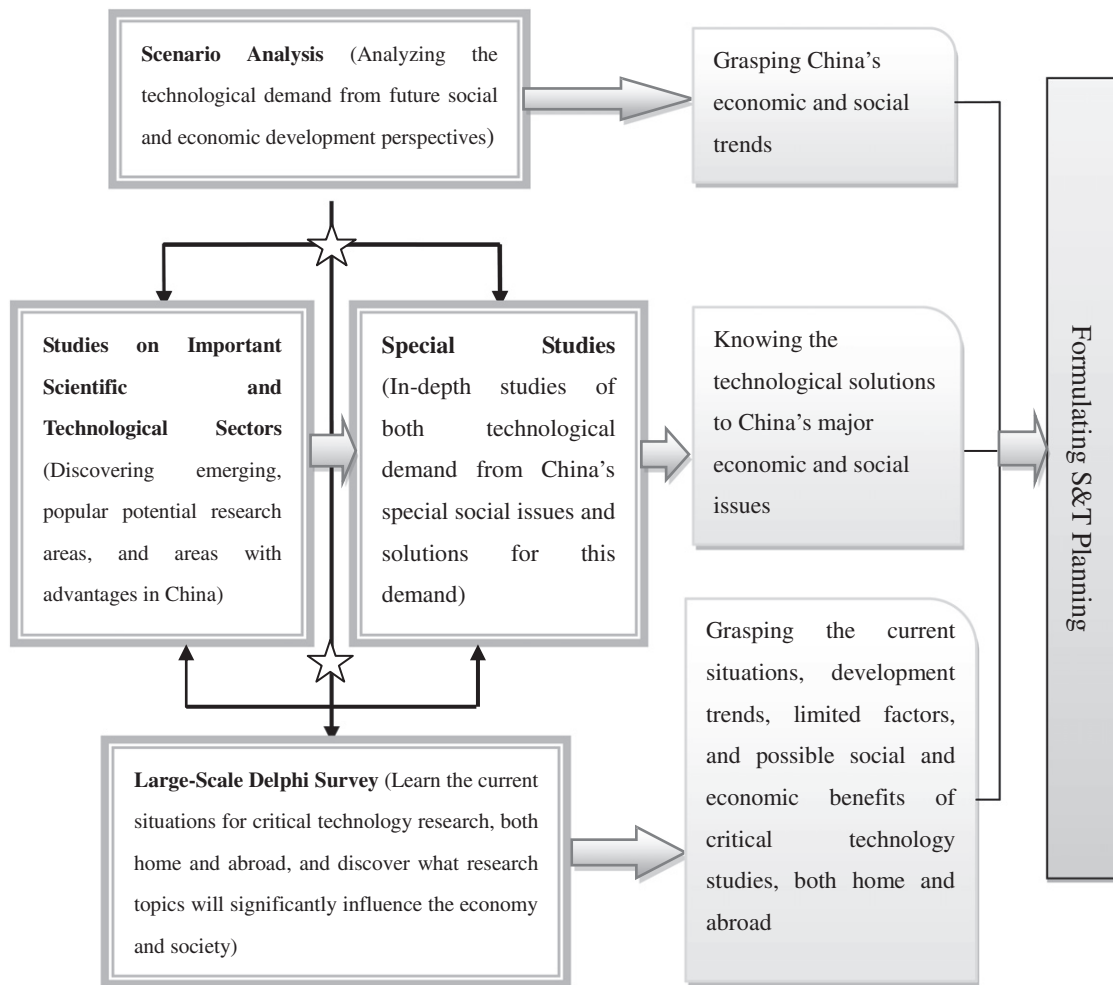 Scenario Analysis (Analyzing the
technological demand from future social
and economic development perspectives)
Grasping China's
economic and social
trends
Studies on Important
Scientific and
Technological Sectors
(Discovering emerging,
popular potential research
areas, and areas with
advantages in China)
Special Studies
(In-depth studies of
both technological
demand from China's
special social issues and
solutions for this
demand)
Knowing the
technological solutions
to China's major
economic and social
issues
Large-Scale Delphi Survey (Learn the current
situations for critical technology research, both
home and abroad, and discover what research
topics will significantly influence the economy
and society)
Grasping the current
situations, development
trends, limited factors,
and possible social and
economic benefits of
critical technology
studies, both home and
abroad
Formulating S&T Planning